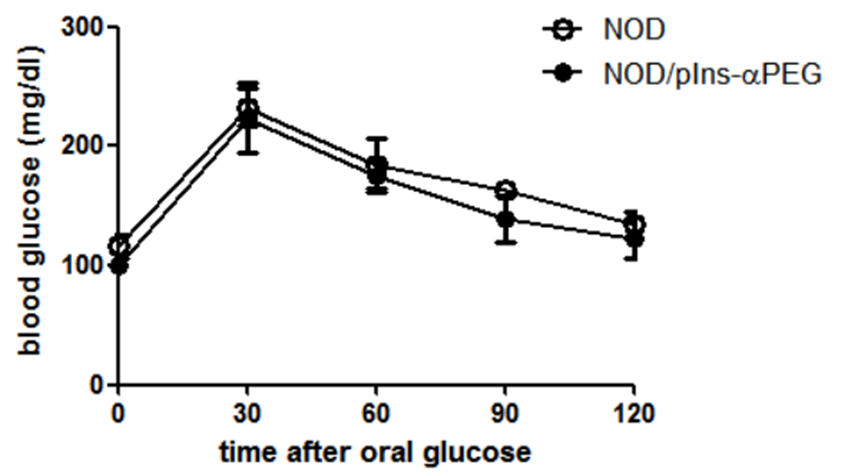 NOD
NOD/pIns-αPEG
blood glucose (mg/dl)
300
200
100
0
0 30 60 90 120
time after oral glucose